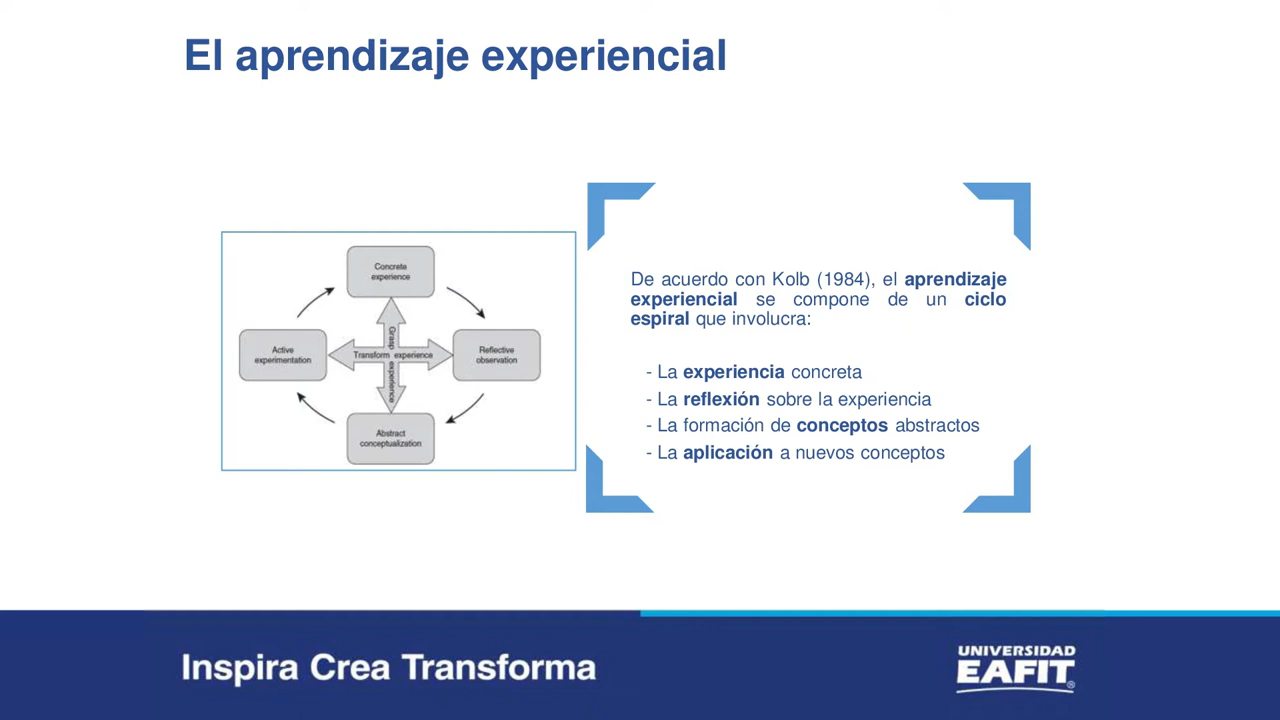 El aprendizaje experiencial
Concrete
experience
Active
experimentation
Grasp experience
Transform experience
Reflective
observation
Abstract
conceptualization
De acuerdo con Kolb (1984), el aprendizaje
experiencial se compone de un ciclo
espiral que involucra:
- La experiencia concreta
- La reflexión sobre la experiencia
- La formación de conceptos abstractos
- La aplicación a nuevos conceptos
Inspira Crea Transforma
UNIVERSIDAD
EAFIT®